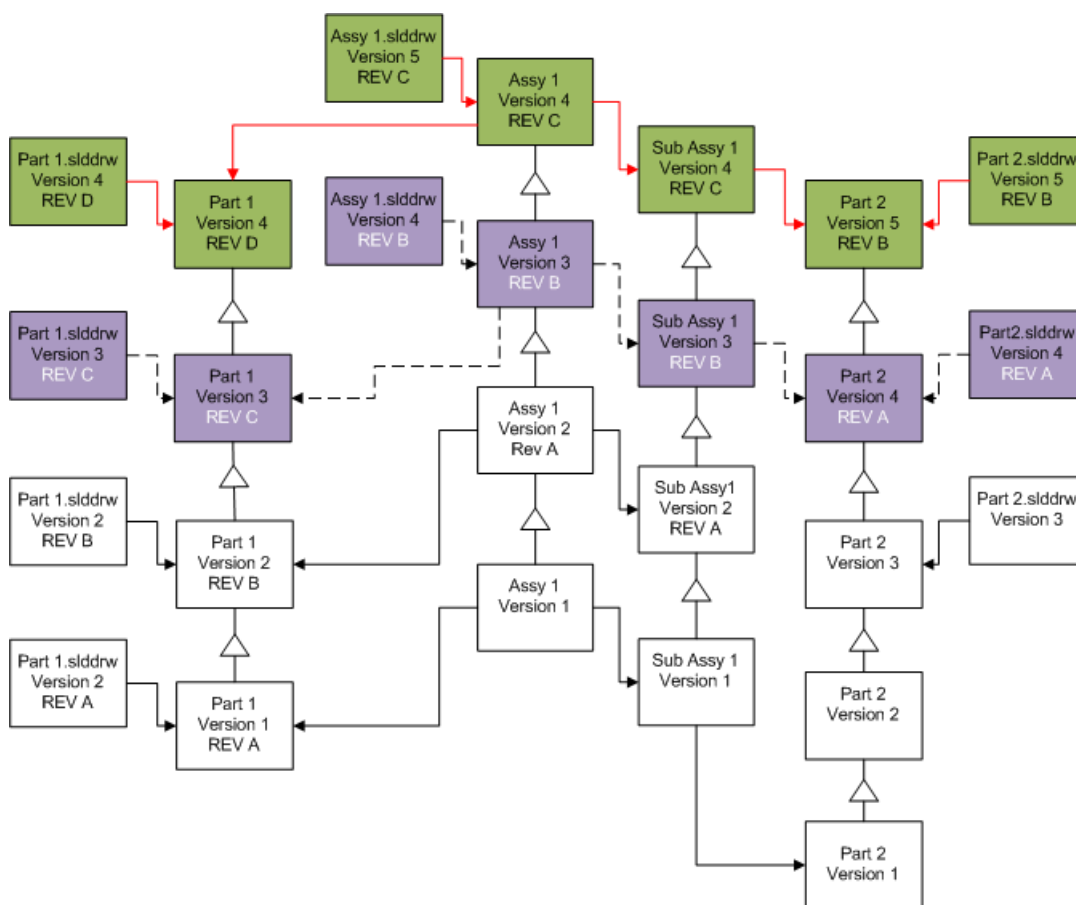 Assy 1.slddrw
Version 5
REV C
Assy 1
Version 4
REV C
Part 1.slddrw
Version 4
REV D
Part 1
Version 4
REV D
Assy 1.slddrw
Version 4
REV B
Sub Assy 1
Version 4
REV C
Part 2
Version 5
REV B
Part 2.slddrw
Version 5
REV B
Assy 1
Version 3
REV B
Part 1.slddrw
Version 3
REV C
Part 1
Version 3
REV C
Sub Assy 1
Version 3
REV B
Part 2
Version 4
REV A
Part2.slddrw
Version 4
REV A
Assy 1
Version 2
Rev A
Part 1.slddrw
Version 2
REV B
Part 1
Version 2
REV B
Sub Assy1
Version 2
REV A
Part 2
Version 3
Part 2.slddrw
Version 3
Assy 1
Version 1
Part 1.slddrw
Version 2
REV A
Part 1
Version 1
REV A
Sub Assy 1
Version 1
Part 2
Version 2
Part 2
Version 1